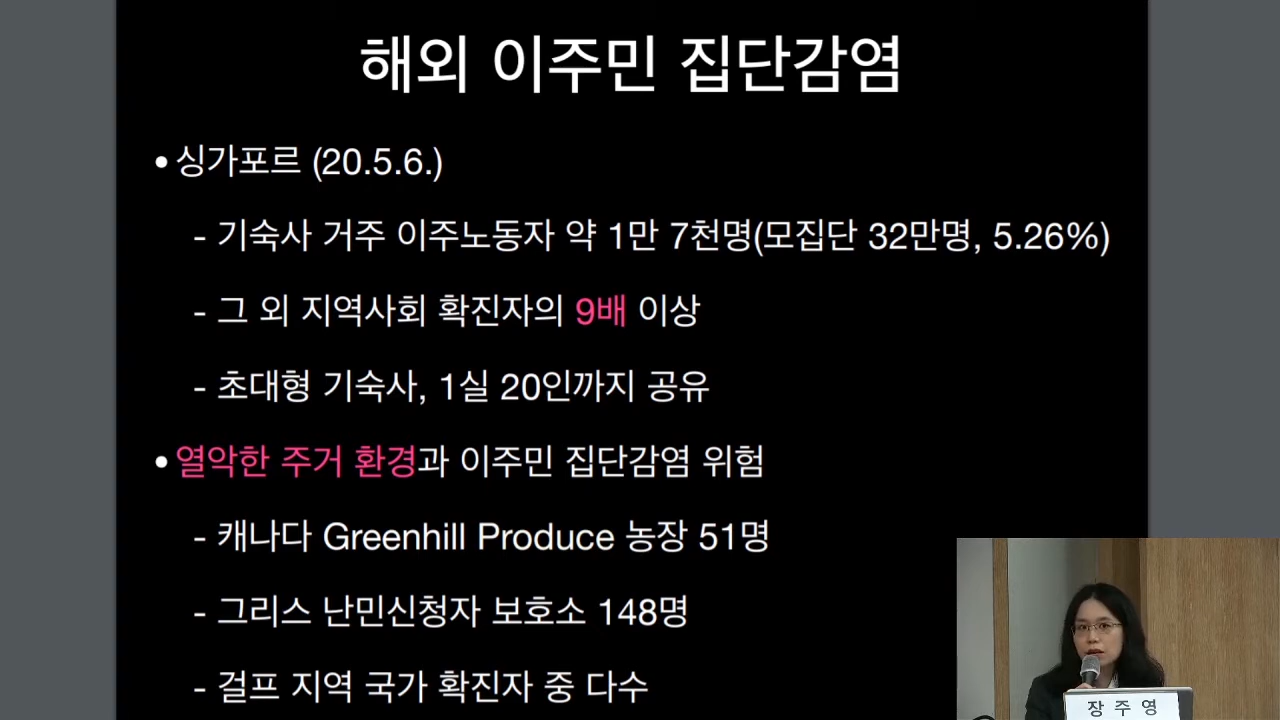 해외 이주민 집단감염
• 싱가포르 (20.5.6.)
- 기숙사 거주 이주노동자 약 1만 7천명(모집단 32만명, 5.26%)
- 그 외 지역사회 확진자의 9배 이상
- 초대형 기숙사, 1실 20인까지 공유
• 열악한 주거 환경과 이주민 집단감염 위험
- 캐나다 Greenhill Produce 농장 51명
- 그리스 난민신청자 보호소 148명
- 걸프 지역 국가 확진자 중 다수
장 주 영